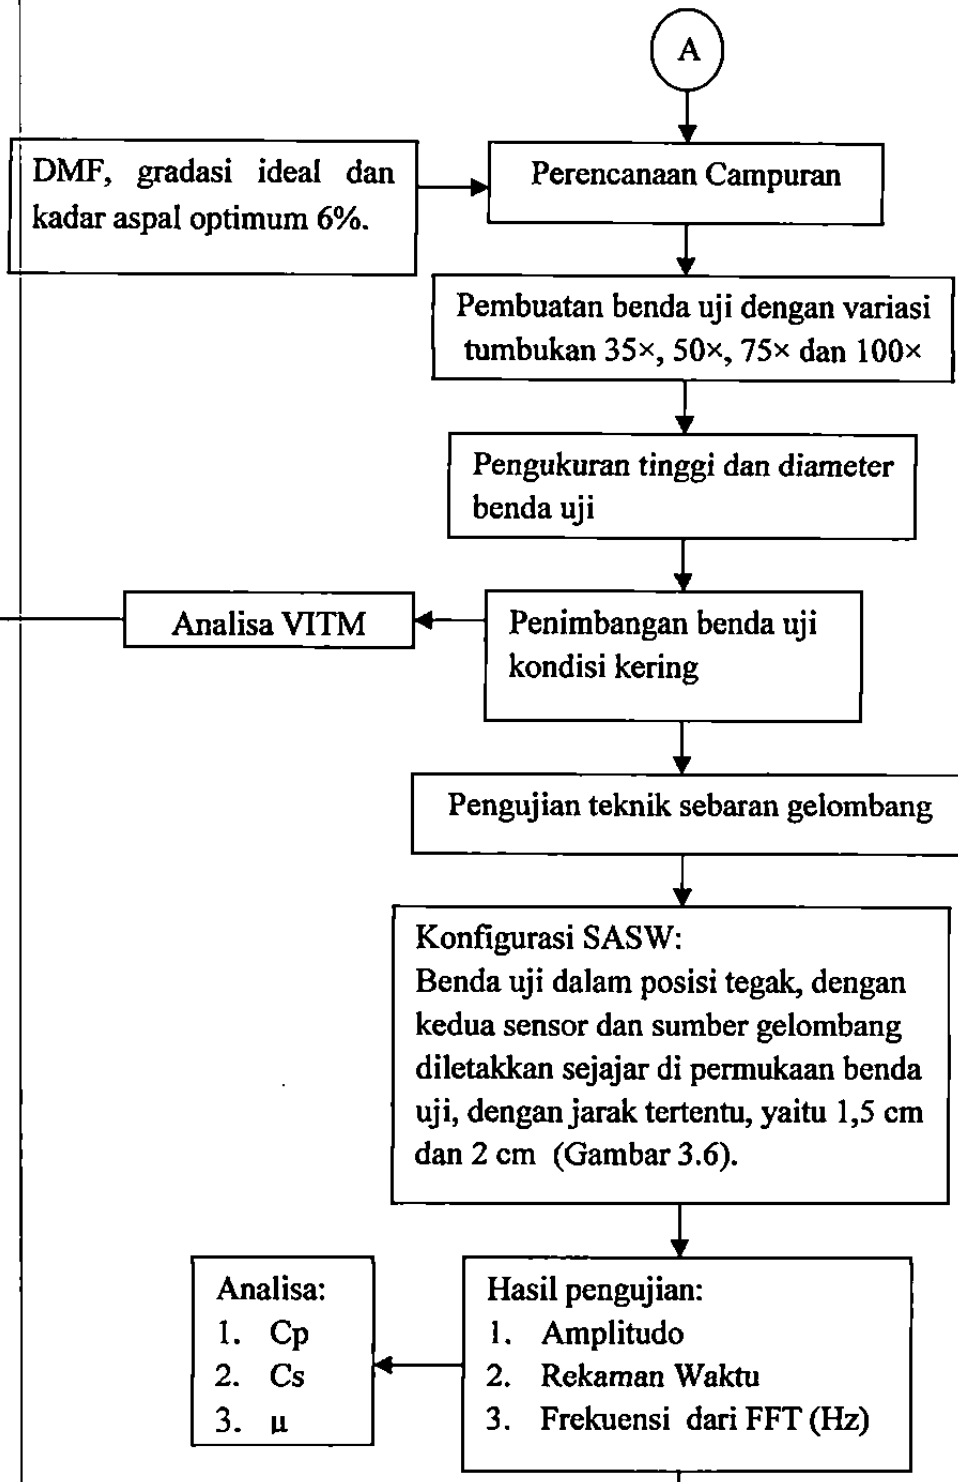 A
DMF, gradasi ideal dan
kadar aspal optimum 6%.
Perencanaan Campuran
Pembuatan benda uji dengan variasi
tumbukan 35×, 50×, 75× dan 100×
Pengukuran tinggi dan diameter
benda uji
Analisa VITM
Penimbangan benda uji
kondisi kering
Pengujian teknik sebaran gelombang
Konfigurasi SASW:
Benda uji dalam posisi tegak, dengan
kedua sensor dan sumber gelombang
diletakkan sejajar di permukaan benda
uji, dengan jarak tertentu, yaitu 1,5 cm
dan 2 cm (Gambar 3.6).
Analisa:
1. Cp
2. Cs
3. μ
Hasil pengujian:
1. Amplitudo
2. Rekaman Waktu
3. Frekuensi dari FFT (Hz)